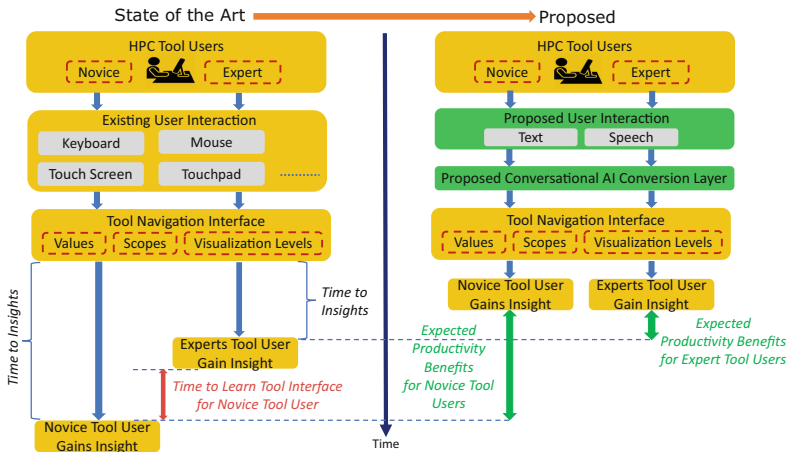 State of the Art
Proposed
HPC Tool Users
Novice
Expert
Existing User Interaction
Keyboard
Mouse
Touch Screen
Touchpad
Tool Navigation Interface
Values
Scopes
Visualization Levels
Time to Insights
Time to
Insights
Experts Tool User
Gain Insight
Time to Learn Tool Interface
for Novice Tool User
Novice Tool User
Gains Insight
Time
HPC Tool Users
Novice
Expert
Proposed User Interaction
Text
Speech
Proposed Conversational AI Conversion Layer
Tool Navigation Interface
Values
Scopes
Visualization Levels
Novice Tool User
Gains Insight
Experts Tool User
Gain Insight
Expected
Productivity
Benefits
for Novice Tool
Users
Expected
Productivity Benefits
for Expert Tool Users